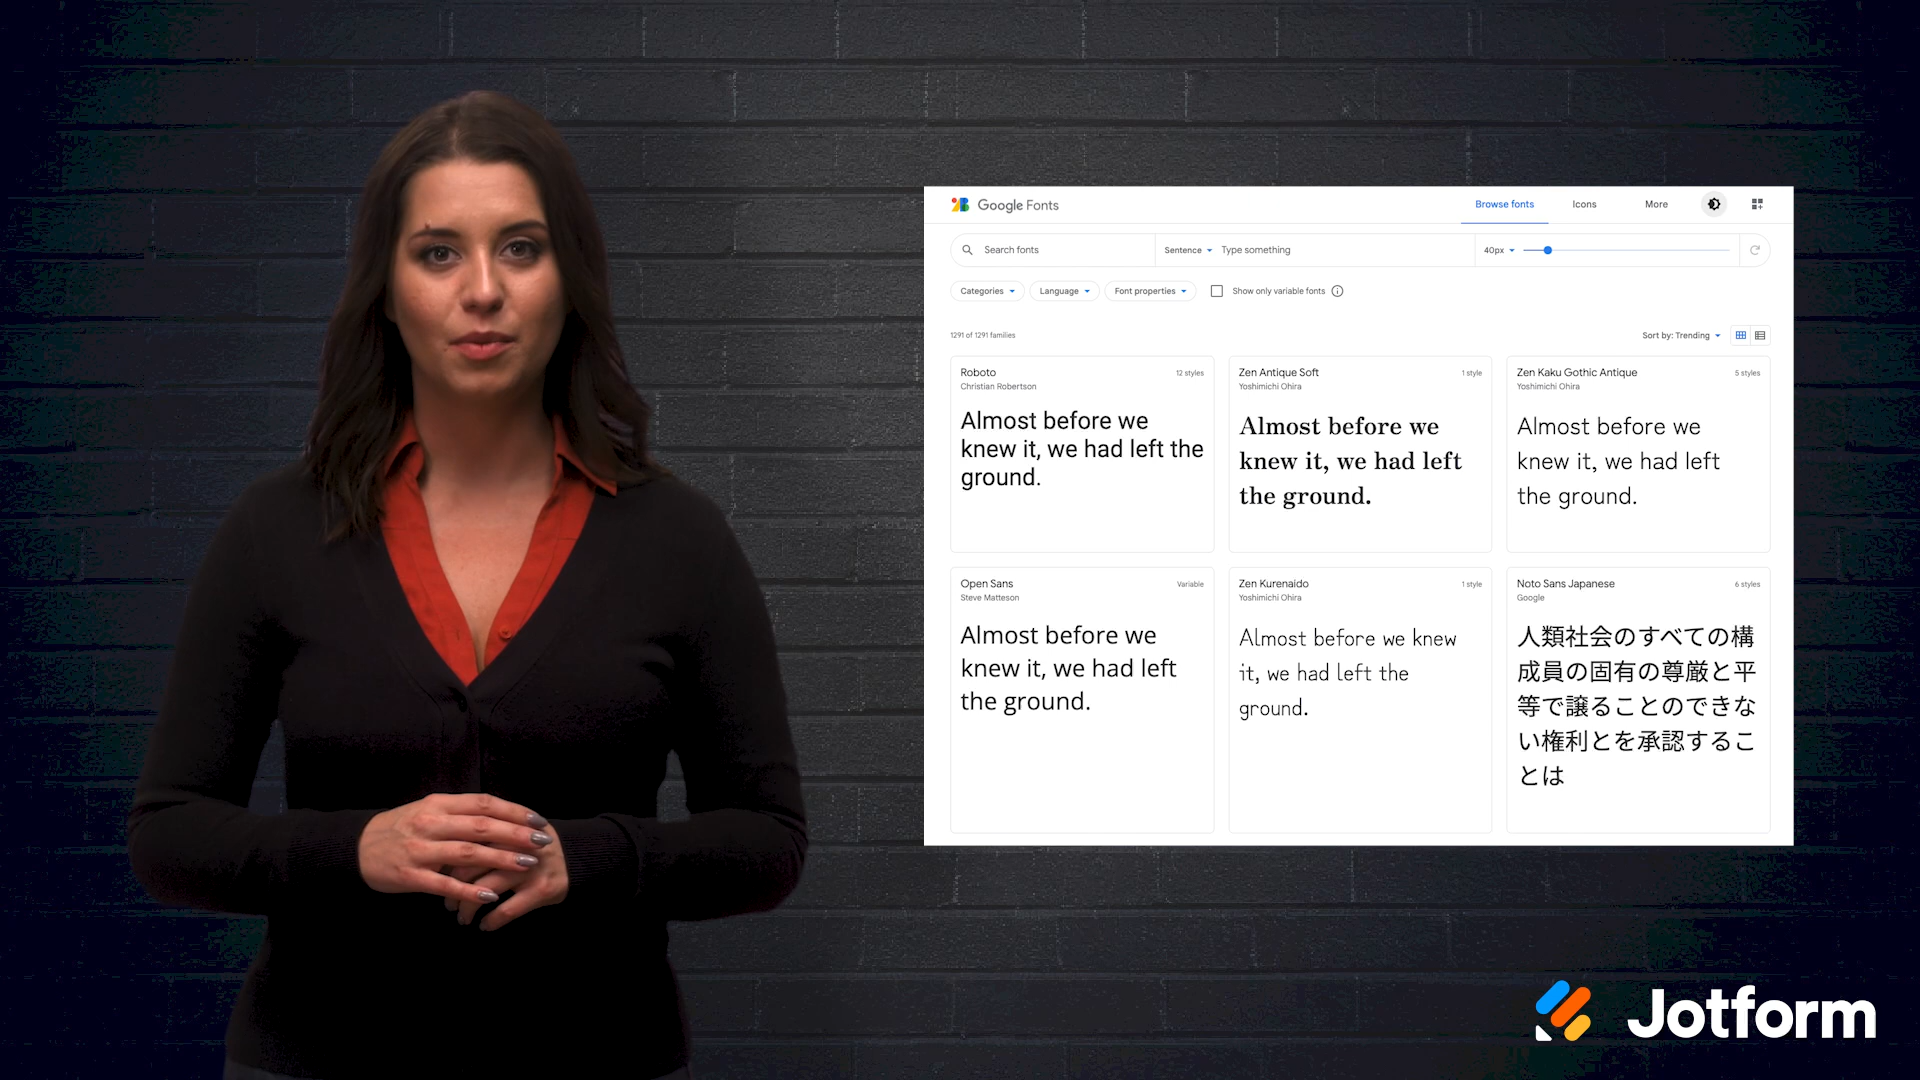 Google Fonts
Browse fonts
Icons
More
Search fonts
Sentence
Type something
40px
Categories
Language
Font properties
Show only variable fonts
1291 of 1291 families
Sort by: Trending
Roboto
12 styles
Christian Robertson
Almost before we
knew it, we had left the
ground.
Zen Antique Soft
1 style
Yoshimichi Ohira
Almost before we
knew it, we had left
the ground.
Zen Kaku Gothic Antique
5 styles
Yoshimichi Ohira
Almost before we
knew it, we had left
the ground.
Open Sans
Variable
Steve Matteson
Almost before we
knew it, we had left
the ground.
Zen Kurenaido
1 style
Yoshimichi Ohira
Almost before we knew
it, we had left the
ground.
Noto Sans Japanese
6 styles
Google
人類社会のすべての構
成員の固有の尊厳と平
等で譲ることのできな
い権利とを承認するこ
とは
Jotform